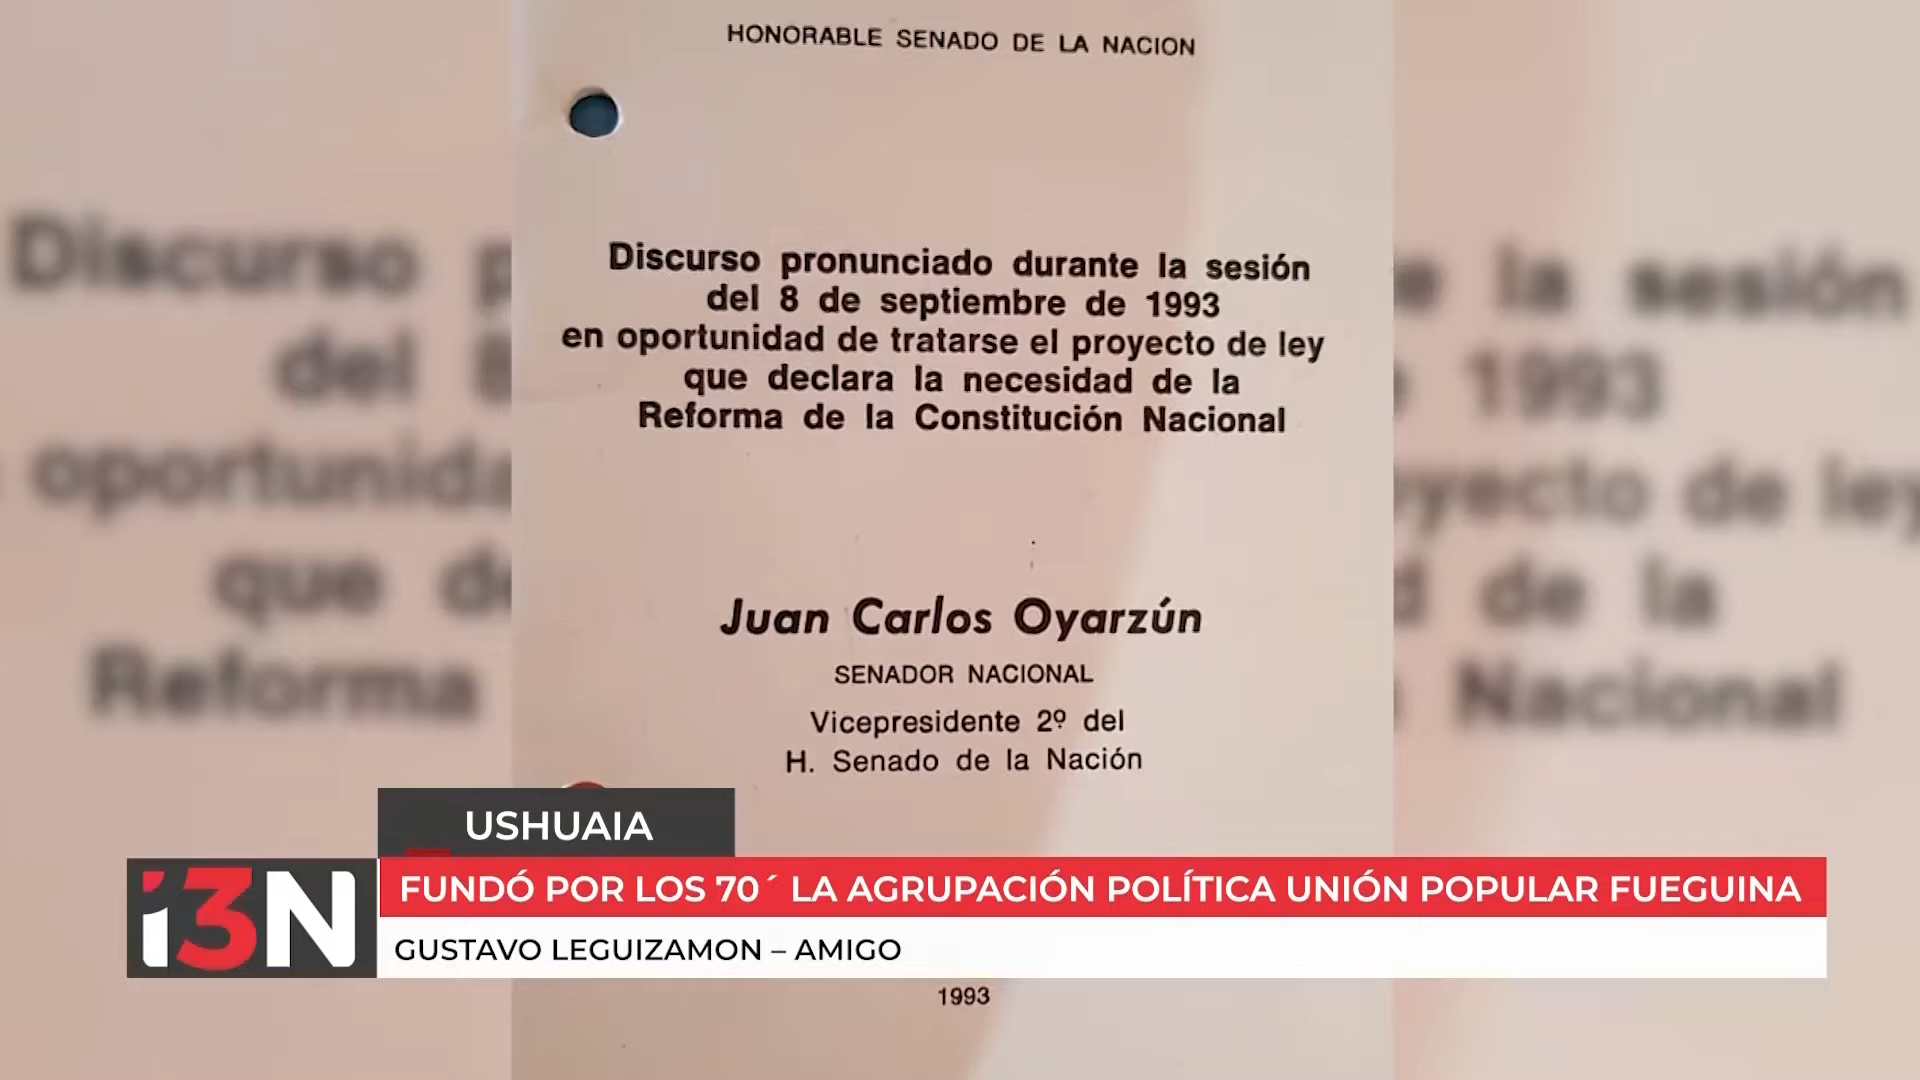 HONORABLE SENADO DE LA NACION
Discurso pronunciado durante la sesión
del 8 de septiembre de 1993
en oportunidad de tratarse el proyecto de ley
que declara la necesidad de la
Reforma de la Constitución Nacional
Juan Carlos Oyarzún
SENADOR NACIONAL
Vicepresidente 2º del
H. Senado de la Nación
USHUAIA
i3N
FUNDÓ POR LOS 70´ LA AGRUPACIÓN POLÍTICA UNIÓN POPULAR FUEGUINA
GUSTAVO LEGUIZAMON – AMIGO
1993